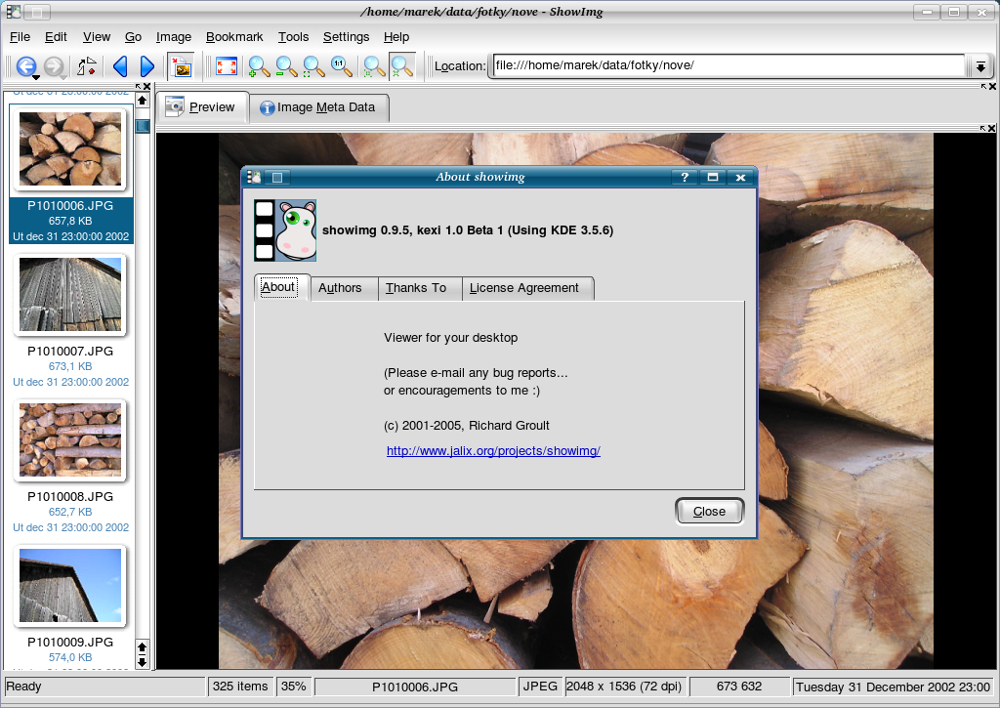 /home/marek/data/fotky/nove - ShowImg
File Edit View Go Image Bookmark Tools Settings Help
1:1 Location: file:///home/marek/data/fotky/nove/
Ut dec 31 23:00:00 2002
Preview Image Meta Data
P1010006.JPG
657,8 KB
Ut dec 31 23:00:00 2002
P1010007.JPG
673,1 KB
Ut dec 31 23:00:00 2002
P1010008.JPG
652,7 KB
Ut dec 31 23:00:00 2002
P1010009.JPG
574,0 KB
About showimg
showimg 0.9.5, kexi 1.0 Beta 1 (Using KDE 3.5.6)
About Authors Thanks To License Agreement
Viewer for your desktop
(Please e-mail any bug reports...
or encouragements to me :)
(c) 2001-2005, Richard Groult
http://www.jalix.org/projects/showimg/
Close
Ready 325 items 35% P1010006.JPG JPEG 2048 x 1536 (72 dpi) 673 632 Tuesday 31 December 2002 23:00